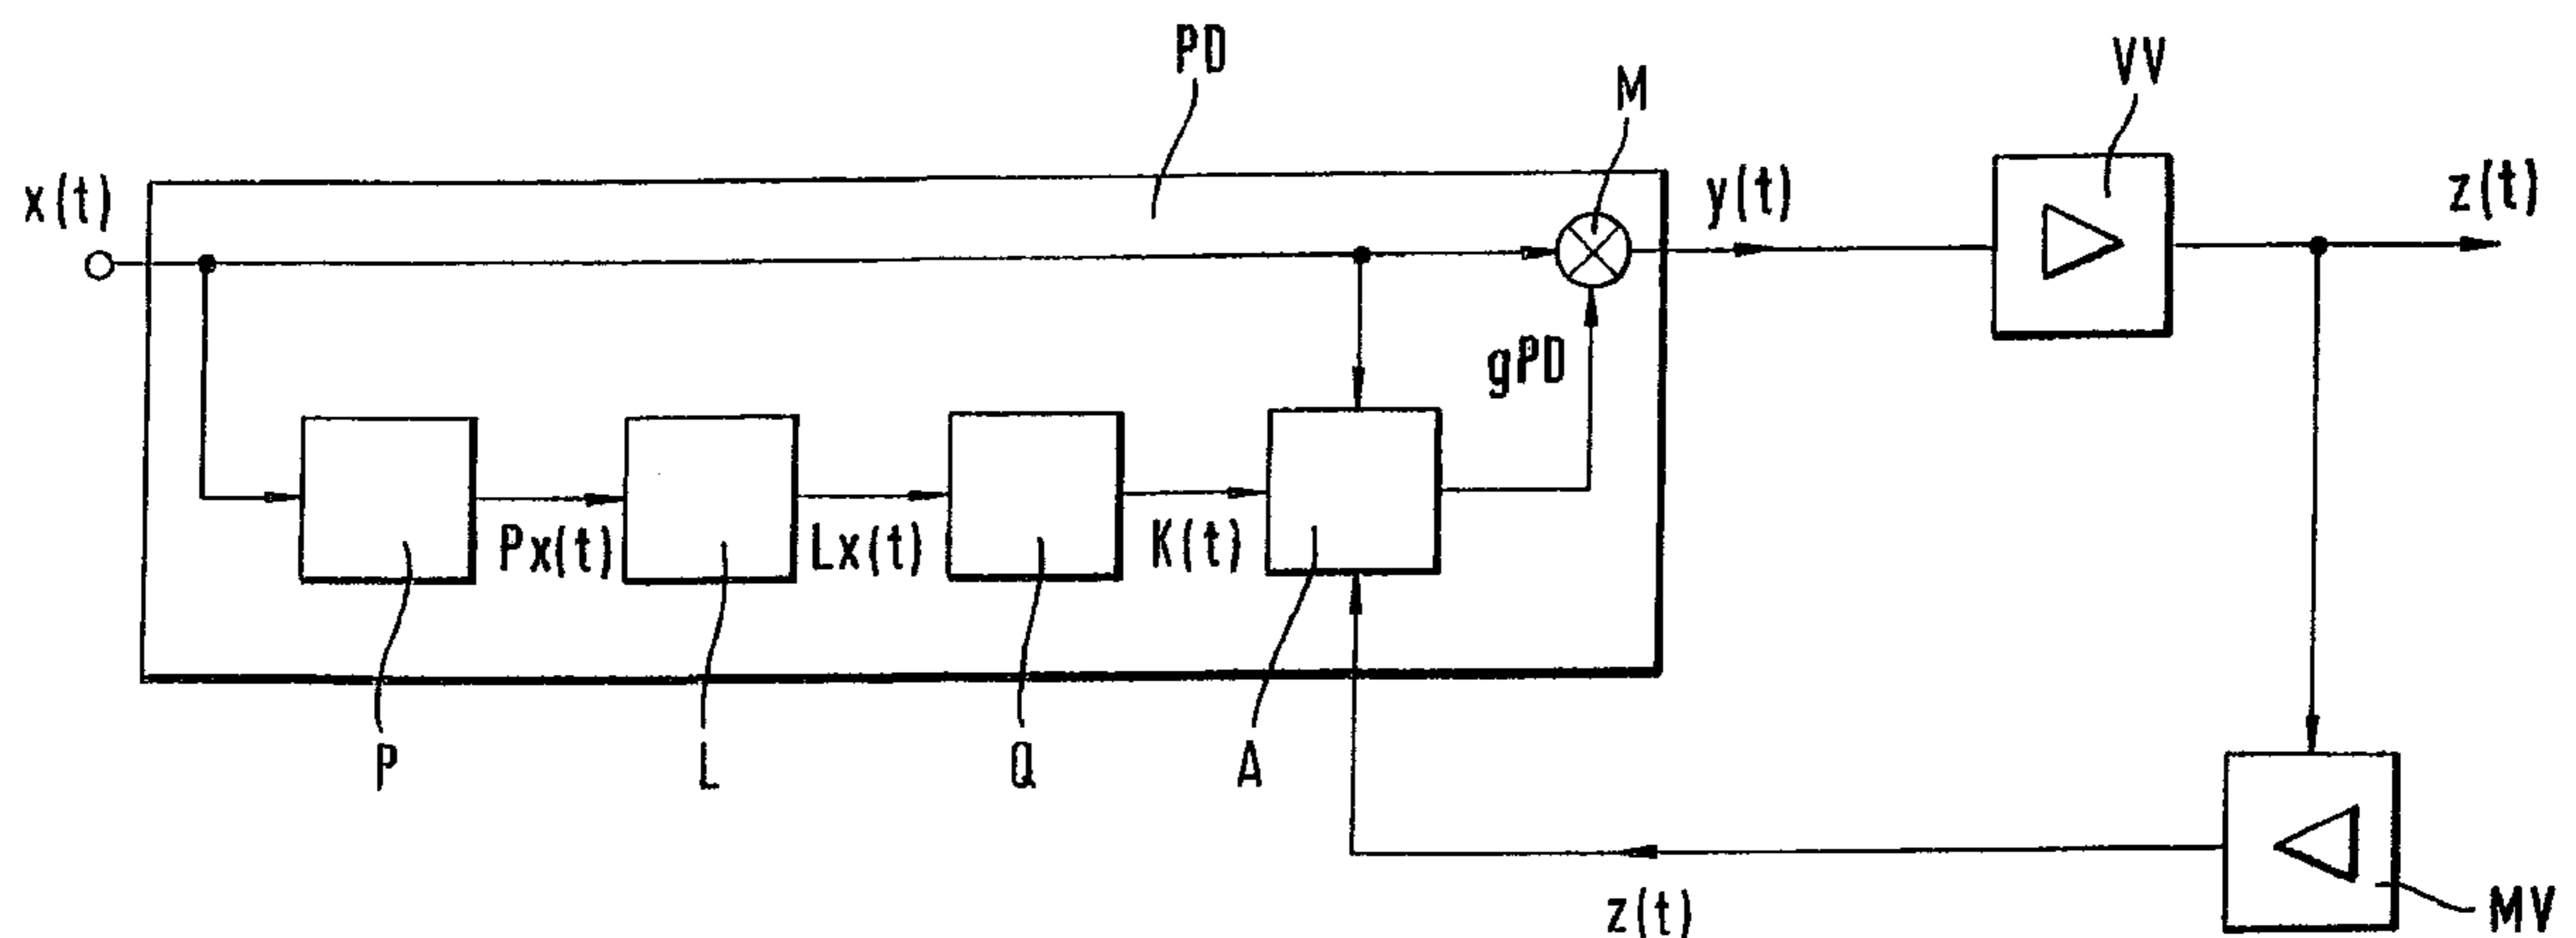 PD
M
VV
x(t)
y(t)
z(t)
gPD
Px(t)
Lx(t)
K(t)
P
L
Q
A
z(t)
MV